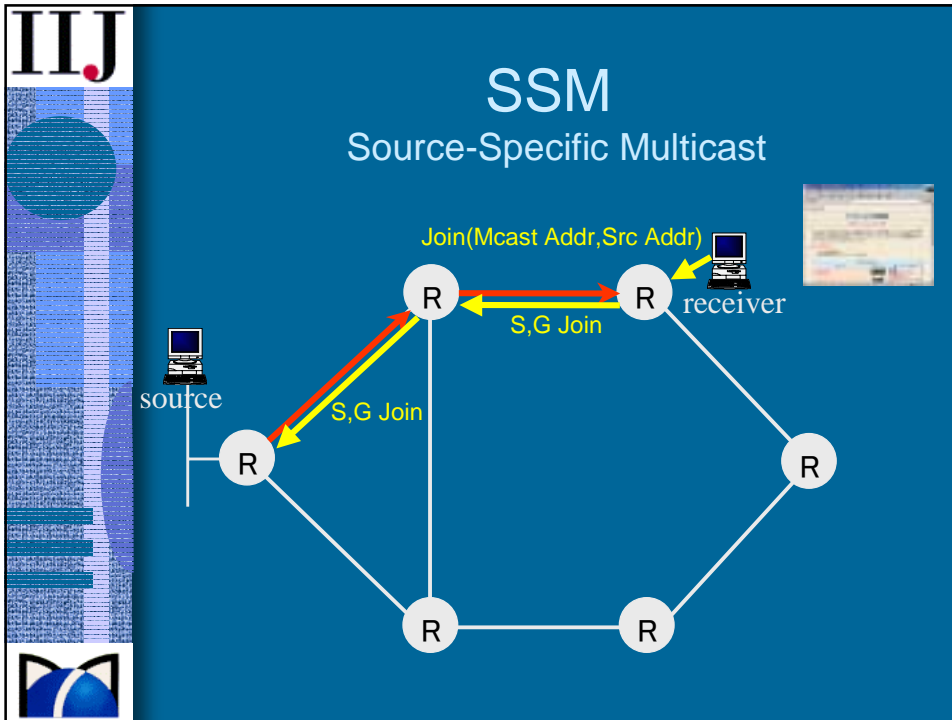 IIJ
SSM
Source-Specific Multicast
Join(Mcast Addr,Src Addr)
R
R
receiver
S,G Join
source
S,G Join
R
R
R
R